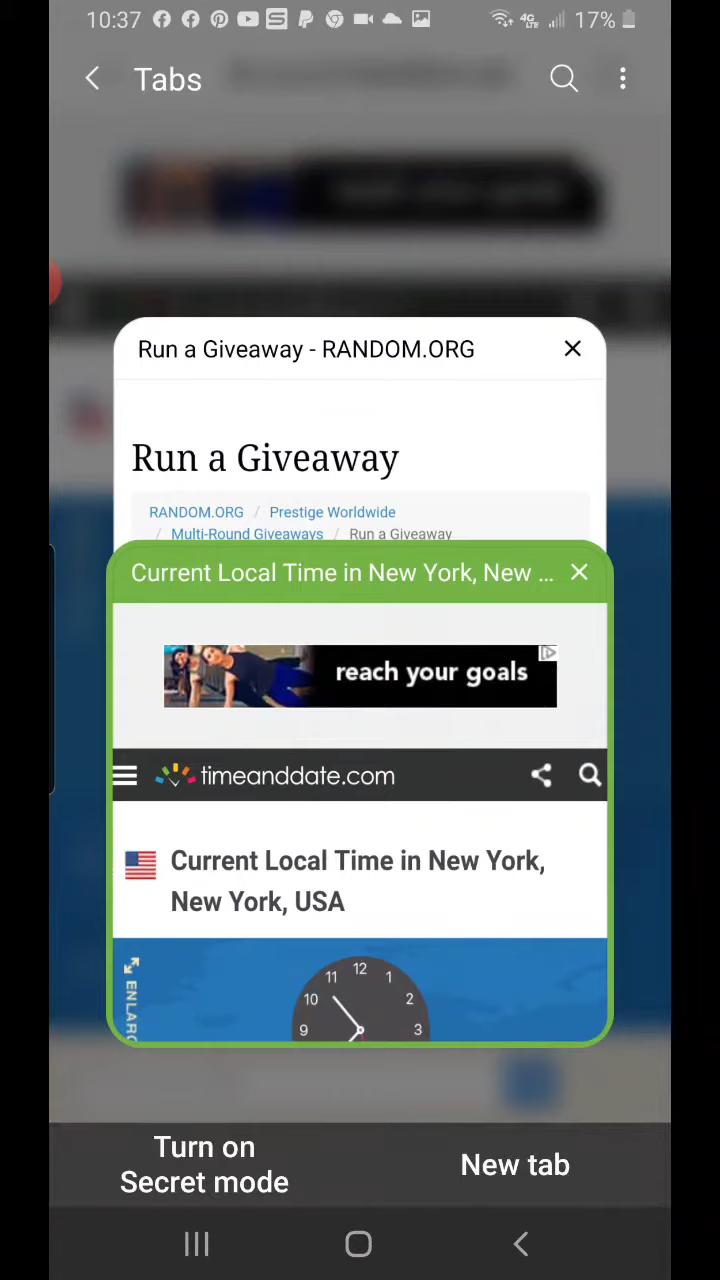 10:37 4G LTE 17%
Tabs
Run a Giveaway - RANDOM.ORG
Run a Giveaway
RANDOM.ORG / Prestige Worldwide
/ Multi-Round Giveaways / Run a Giveaway
Current Local Time in New York, New ...
reach your goals
timeanddate.com
Current Local Time in New York,
New York, USA
ENLARG
12
11 1
10 2
9 3
Turn on
Secret mode
New tab